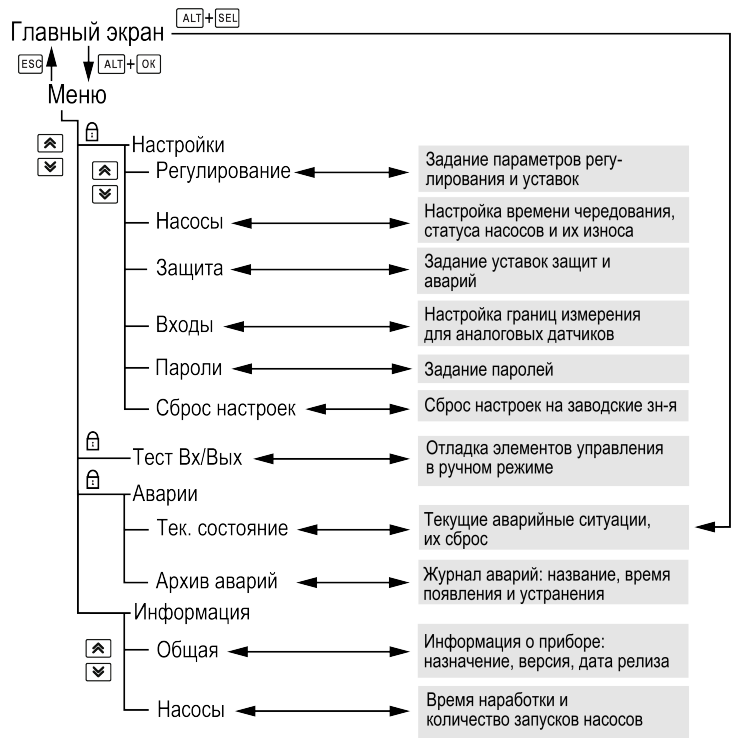 ALT+SEL
Главный экран
ESC
ALT+OK
Меню
Настройки
Регулирование
Задание параметров регу-
лирования и уставок
Насосы
Настройка времени чередования,
статуса насосов и их износа
Защита
Задание уставок защит и
аварий
Входы
Настройка границ измерения
для аналоговых датчиков
Пароли
Задание паролей
Сброс настроек
Сброс настроек на заводские зн-я
Тест Вх/Вых
Отладка элементов управления
в ручном режиме
Аварии
Тек. состояние
Текущие аварийные ситуации,
их сброс
Архив аварий
Журнал аварий: название, время
появления и устранения
Информация
Общая
Информация о приборе:
назначение, версия, дата релиза
Насосы
Время наработки и
количество запусков насосов